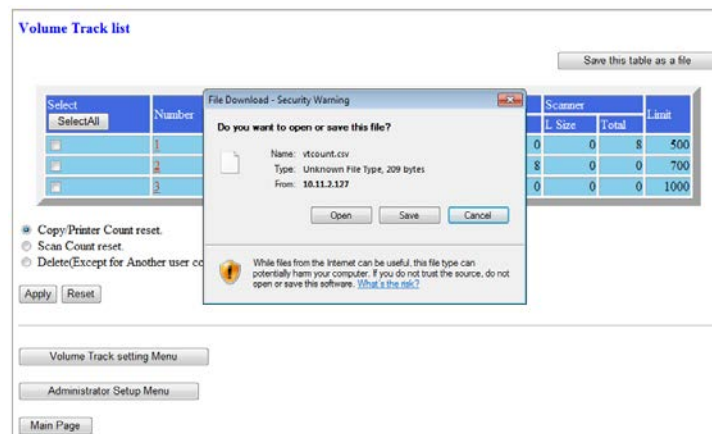 Volume Track list
Save this table as a file
Select
SelectAll
Number
Scanner
L Size
Total
Limit
1
0
0
8
500
2
8
0
0
700
3
0
0
0
1000
File Download - Security Warning
Do you want to open or save this file?
Name: vtcount.csv
Type: Unknown File Type, 209 bytes
From: 10.11.2.127
Open
Save
Cancel
While files from the Internet can be useful, this file type can
potentially harm your computer. If you do not trust the source, do not
open or save this software. What's the risk?
Copy/Printer Count reset.
Scan Count reset.
Delete(Except for Another user co
Apply
Reset
Volume Track setting Menu
Administrator Setup Menu
Main Page